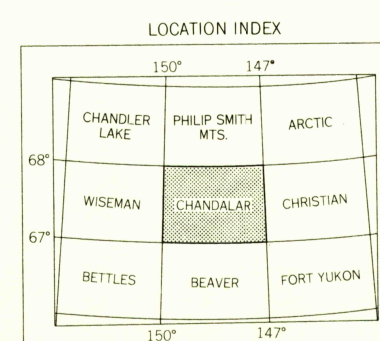 LOCATION INDEX
150° 147°
CHANDLER LAKE PHILIP SMITH MTS. ARCTIC
68°
WISEMAN CHANDALAR CHRISTIAN
67°
BETTLES BEAVER FORT YUKON
150° 147°